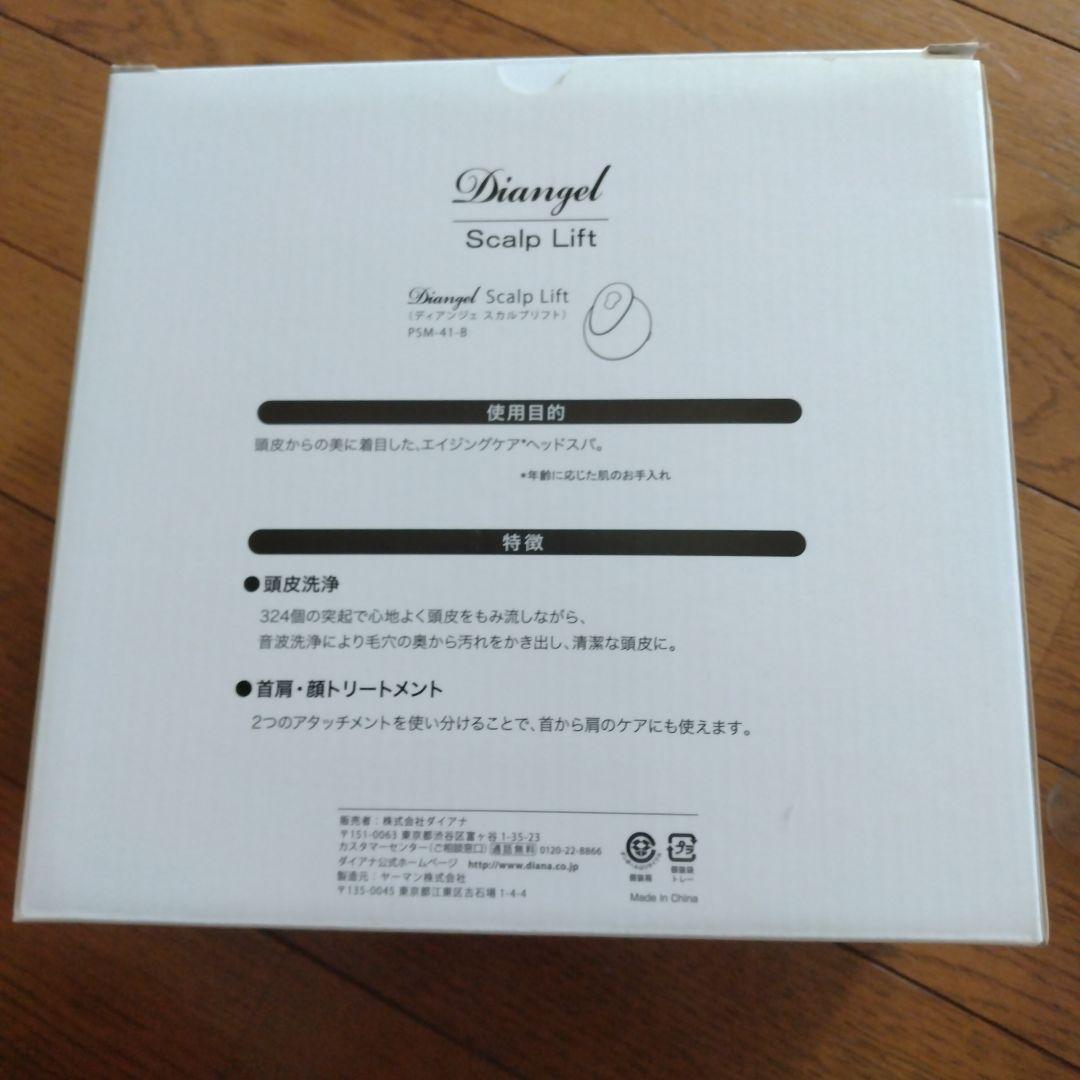 Diangel
Scalp Lift
Diangel Scalp Lift
(ディアンジェ スカルプリフト)
PSM-41-B
使用目的
頭皮からの美に着目した、エイジングケア*ヘッドスパ。
*年齢に応じた肌のお手入れ
特徴
●頭皮洗浄
324個の突起で心地よく頭皮をもみ流しながら、
音波洗浄により毛穴の奥から汚れをかき出し、清潔な頭皮に。
●首肩・顔トリートメント
2つのアタッチメントを使い分けることで、首から肩のケアにも使えます。
販売者：株式会社ダイアナ
〒151-0063 東京都渋谷区富ヶ谷 1-35-23
カスタマーセンター(ご相談窓口) 通話無料 0120-22-8866
ダイアナ公式ホームページ http://www.diana.co.jp
製造元：ヤーマン株式会社
〒135-0045 東京都江東区古石場 1-4-4
プラ
個装箱
個装袋
トレー
Made in China